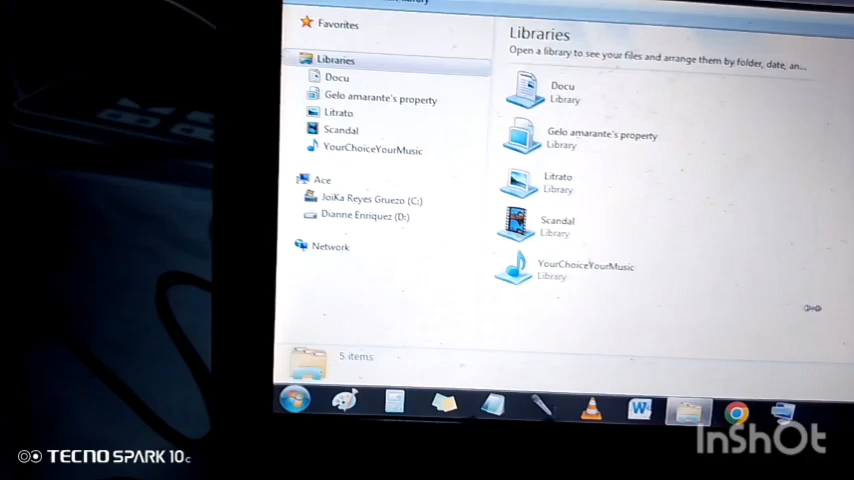 Favorites
Libraries
Docu
Gelo amarante's property
Litrato
Scandal
YourChoiceYourMusic
Ace
JoiKa Reyes Gruezo (C:)
Dianne Enriquez (D:)
Network
Libraries
Open a library to see your files and arrange them by folder, date, an...
Docu
Library
Gelo amarante's property
Library
Litrato
Library
Scandal
Library
YourChoiceYourMusic
Library
5 items
TECNO SPARK 10c
InShOt